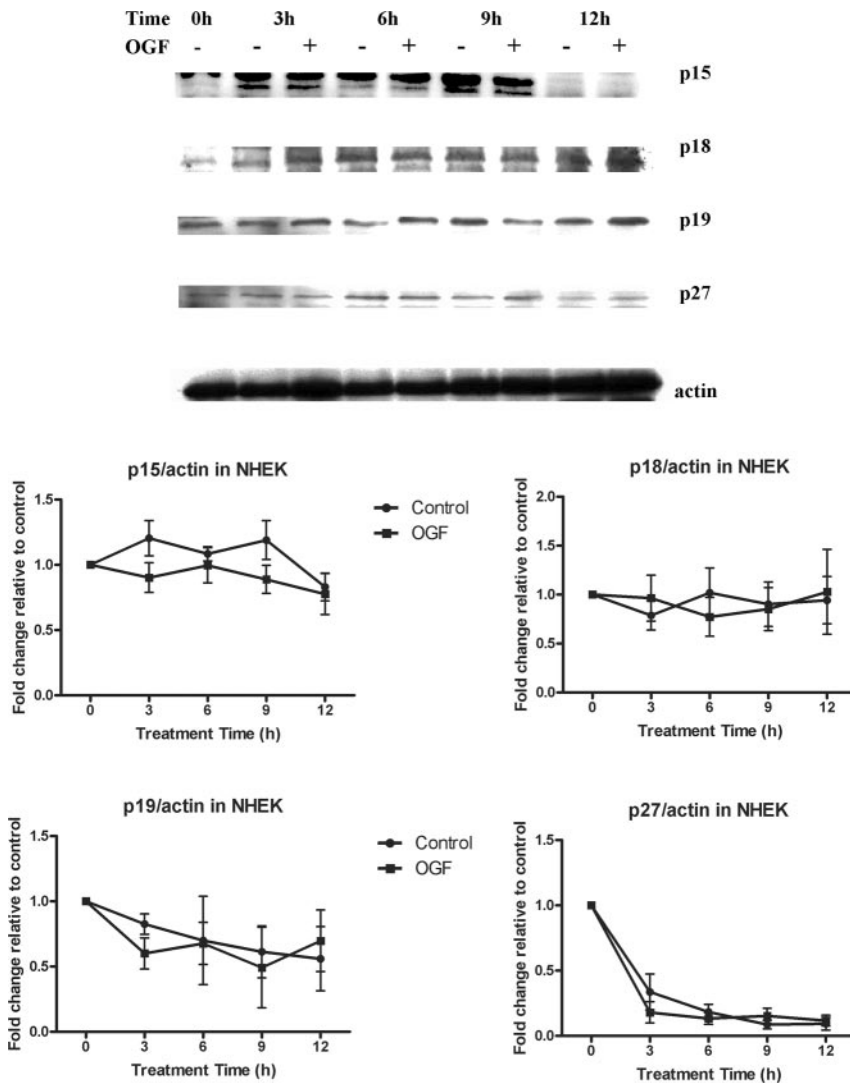 Time 0h 3h 6h 9h 12h
OGF - - + - + - + - +
p15
p18
p19
p27
actin
p15/actin in NHEK
Fold change relative to control
1.5
1.0
0.5
0.0
0 3 6 9 12
Treatment Time (h)
Control
OGF
p18/actin in NHEK
Fold change relative to control
2.0
1.5
1.0
0.5
0.0
0 3 6 9 12
Treatment Time (h)
p19/actin in NHEK
Fold change relative to control
1.5
1.0
0.5
0.0
0 3 6 9 12
Treatment Time (h)
Control
OGF
p27/actin in NHEK
Fold change relative to control
1.5
1.0
0.5
0.0
0 3 6 9 12
Treatment Time (h)